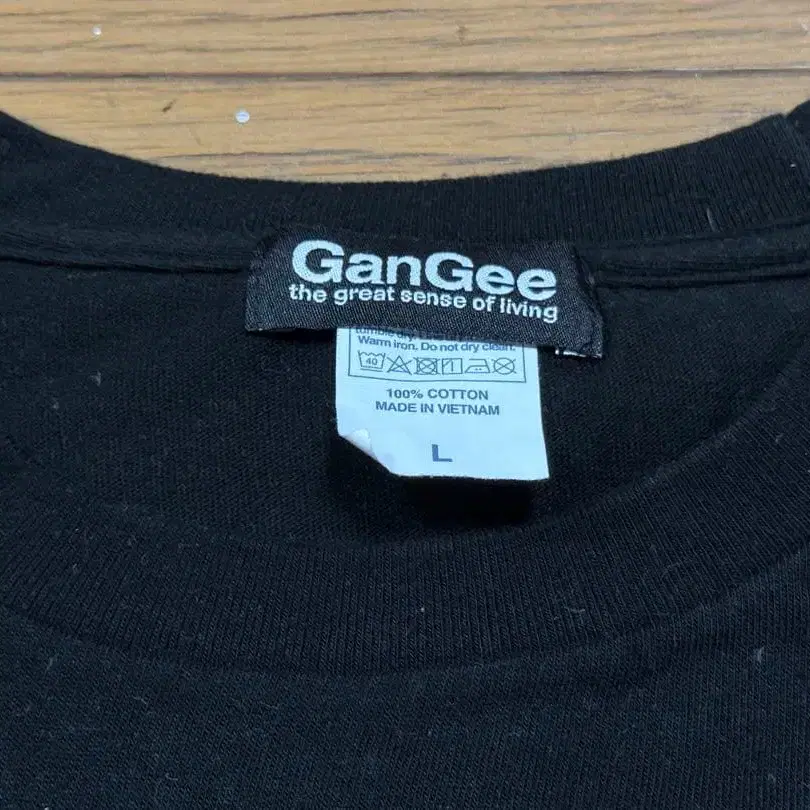 GanGee
the great sense of living
Warm iron. Do not dry clean.
40
100% COTTON
MADE IN VIETNAM
L